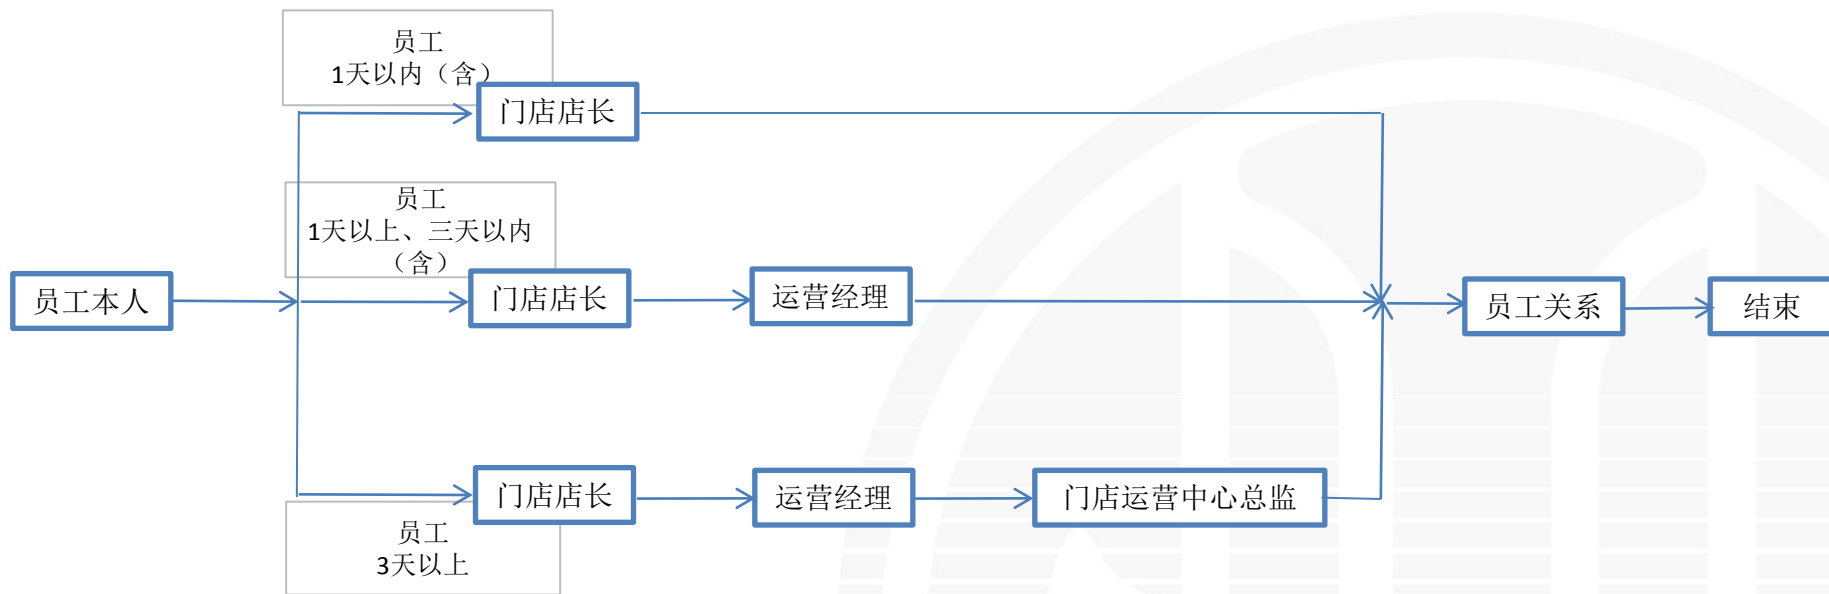 员工
1天以内（含）
门店店长
员工
1天以上、三天以内
（含）
员工本人
门店店长
运营经理
员工关系
结束
门店店长
运营经理
门店运营中心总监
员工
3天以上